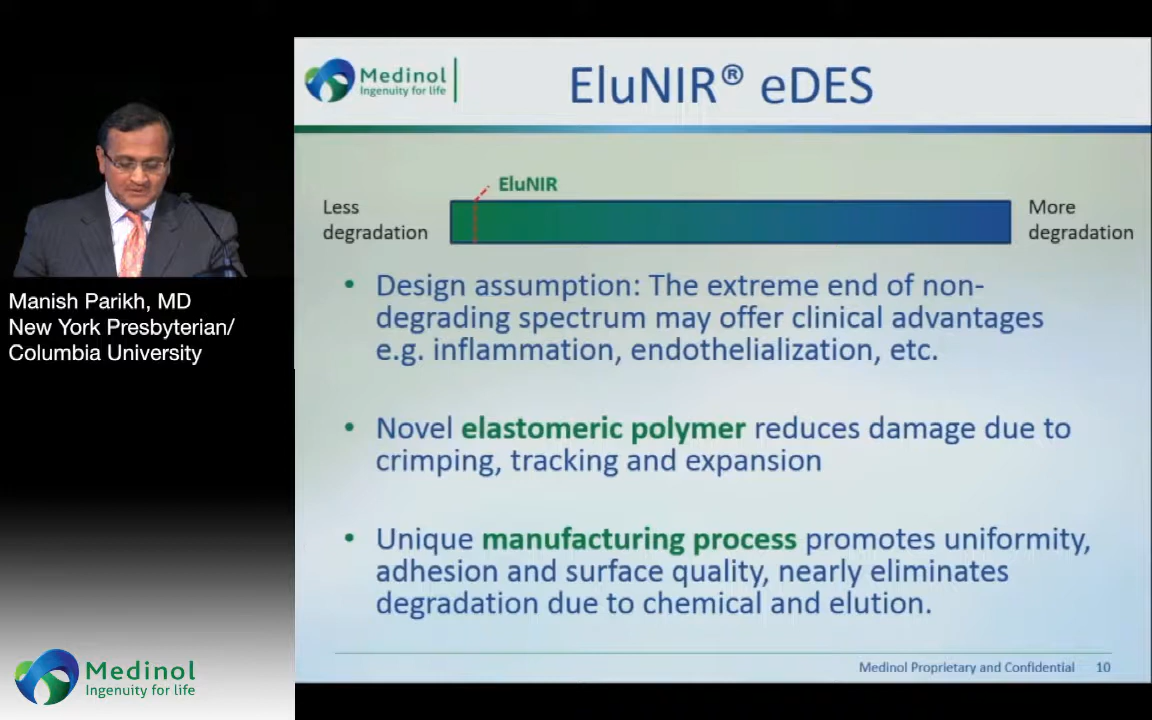 Medinol
Ingenuity for life
EluNIR® eDES
EluNIR
Less
degradation
More
degradation
• Design assumption: The extreme end of non-
degrading spectrum may offer clinical advantages
e.g. inflammation, endothelialization, etc.
• Novel elastomeric polymer reduces damage due to
crimping, tracking and expansion
• Unique manufacturing process promotes uniformity,
adhesion and surface quality, nearly eliminates
degradation due to chemical and elution.
Medinol Proprietary and Confidential 10
Manish Parikh, MD
New York Presbyterian/
Columbia University
Medinol
Ingenuity for life